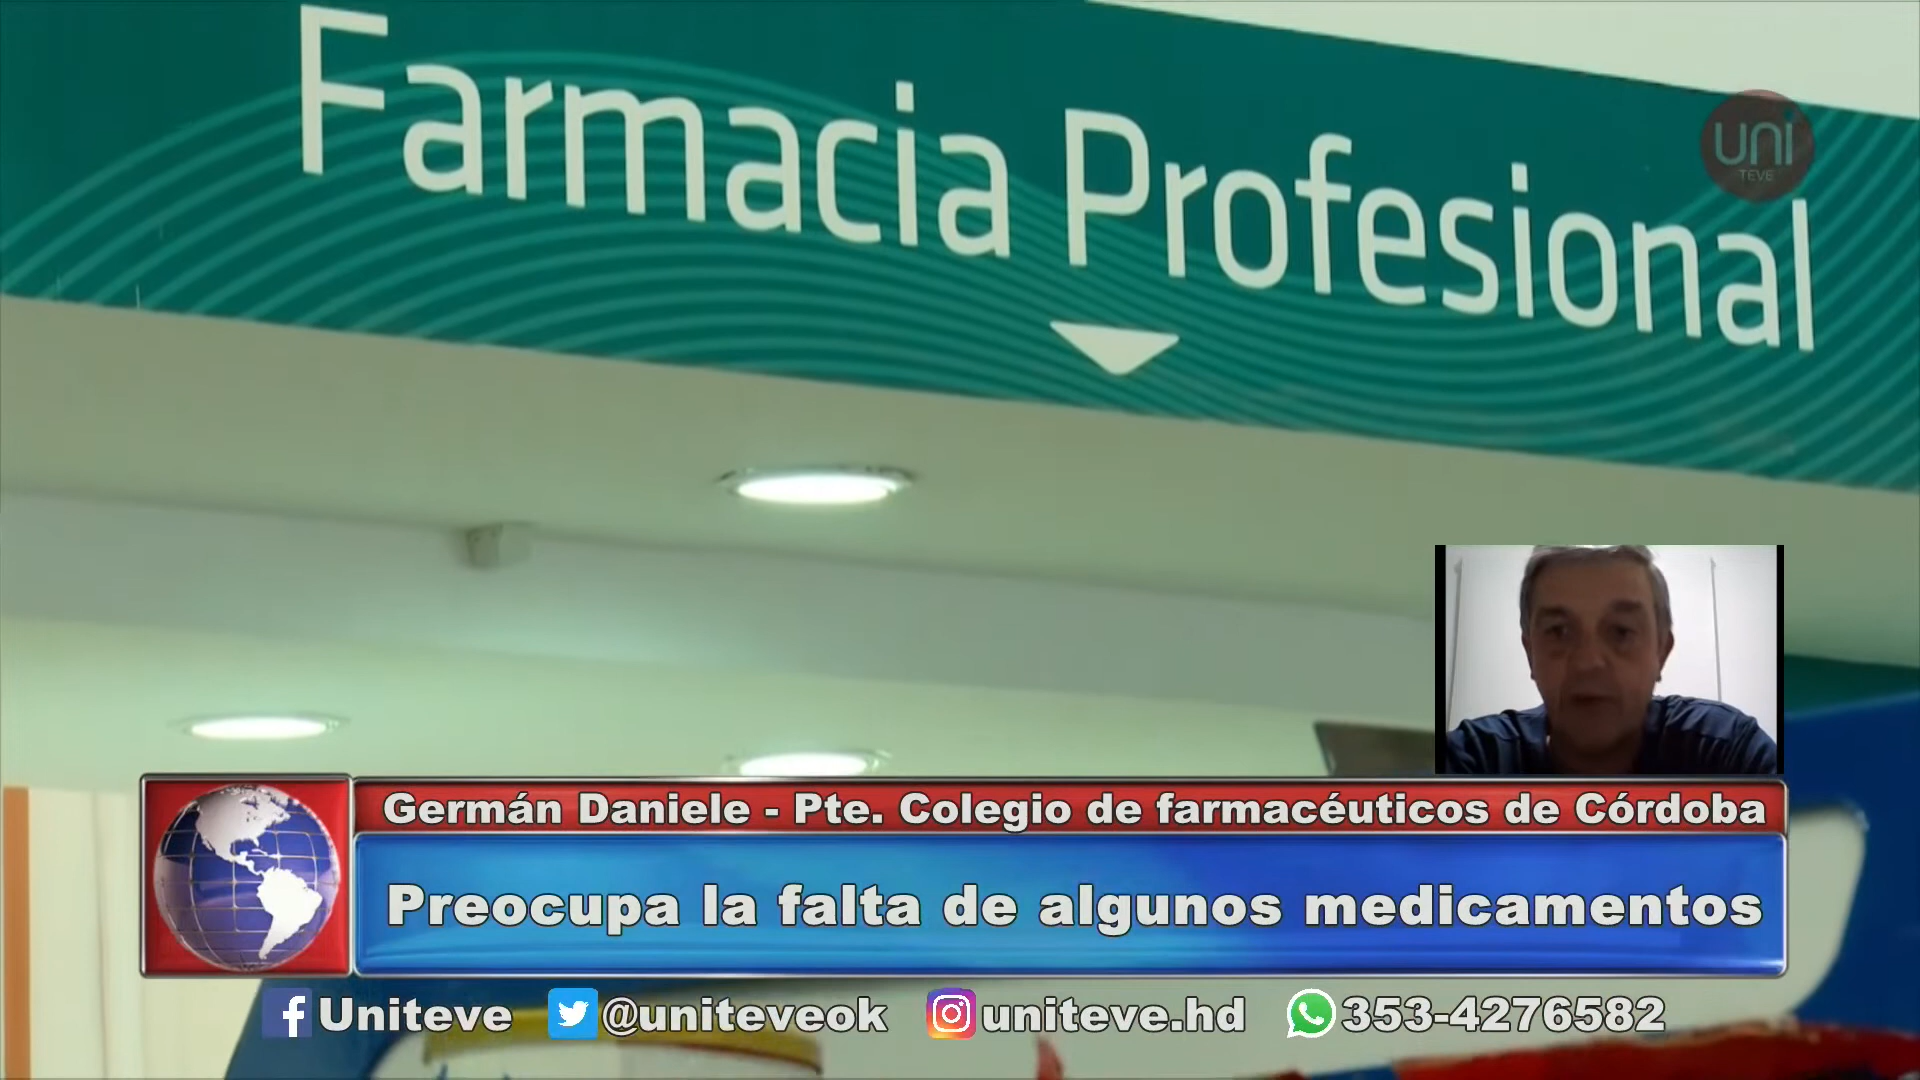 Farmacia Profesional
uni
TEVE
Germán Daniele - Pte. Colegio de farmacéuticos de Córdoba
Preocupa la falta de algunos medicamentos
Uniteve @uniteveok uniteve.hd 353-4276582